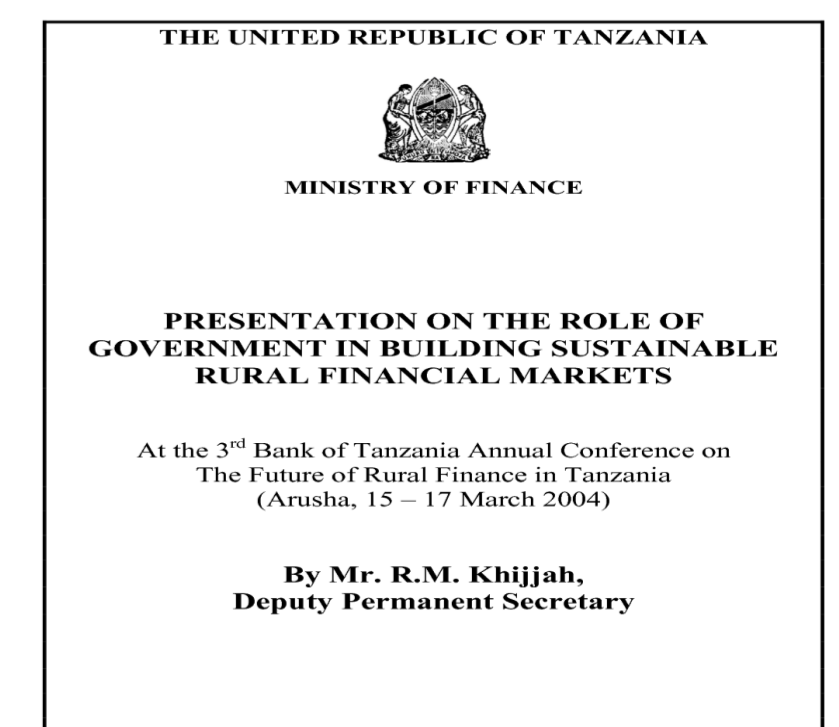 THE UNITED REPUBLIC OF TANZANIA
MINISTRY OF FINANCE
PRESENTATION ON THE ROLE OF
GOVERNMENT IN BUILDING SUSTAINABLE
RURAL FINANCIAL MARKETS
At the 3rd Bank of Tanzania Annual Conference on
The Future of Rural Finance in Tanzania
(Arusha, 15 – 17 March 2004)
By Mr. R.M. Khijjah,
Deputy Permanent Secretary